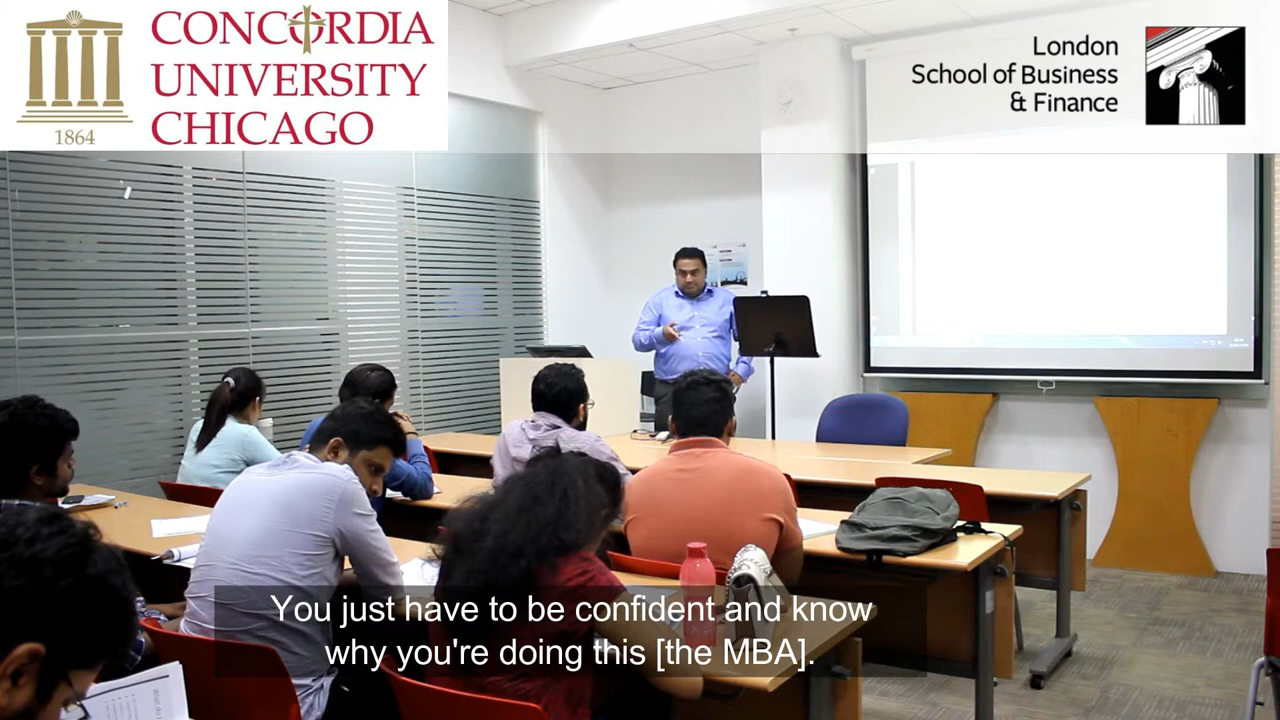 CONCORDIA
UNIVERSITY
CHICAGO
1864
London
School of Business
& Finance
You just have to be confident and know
why you're doing this [the MBA].